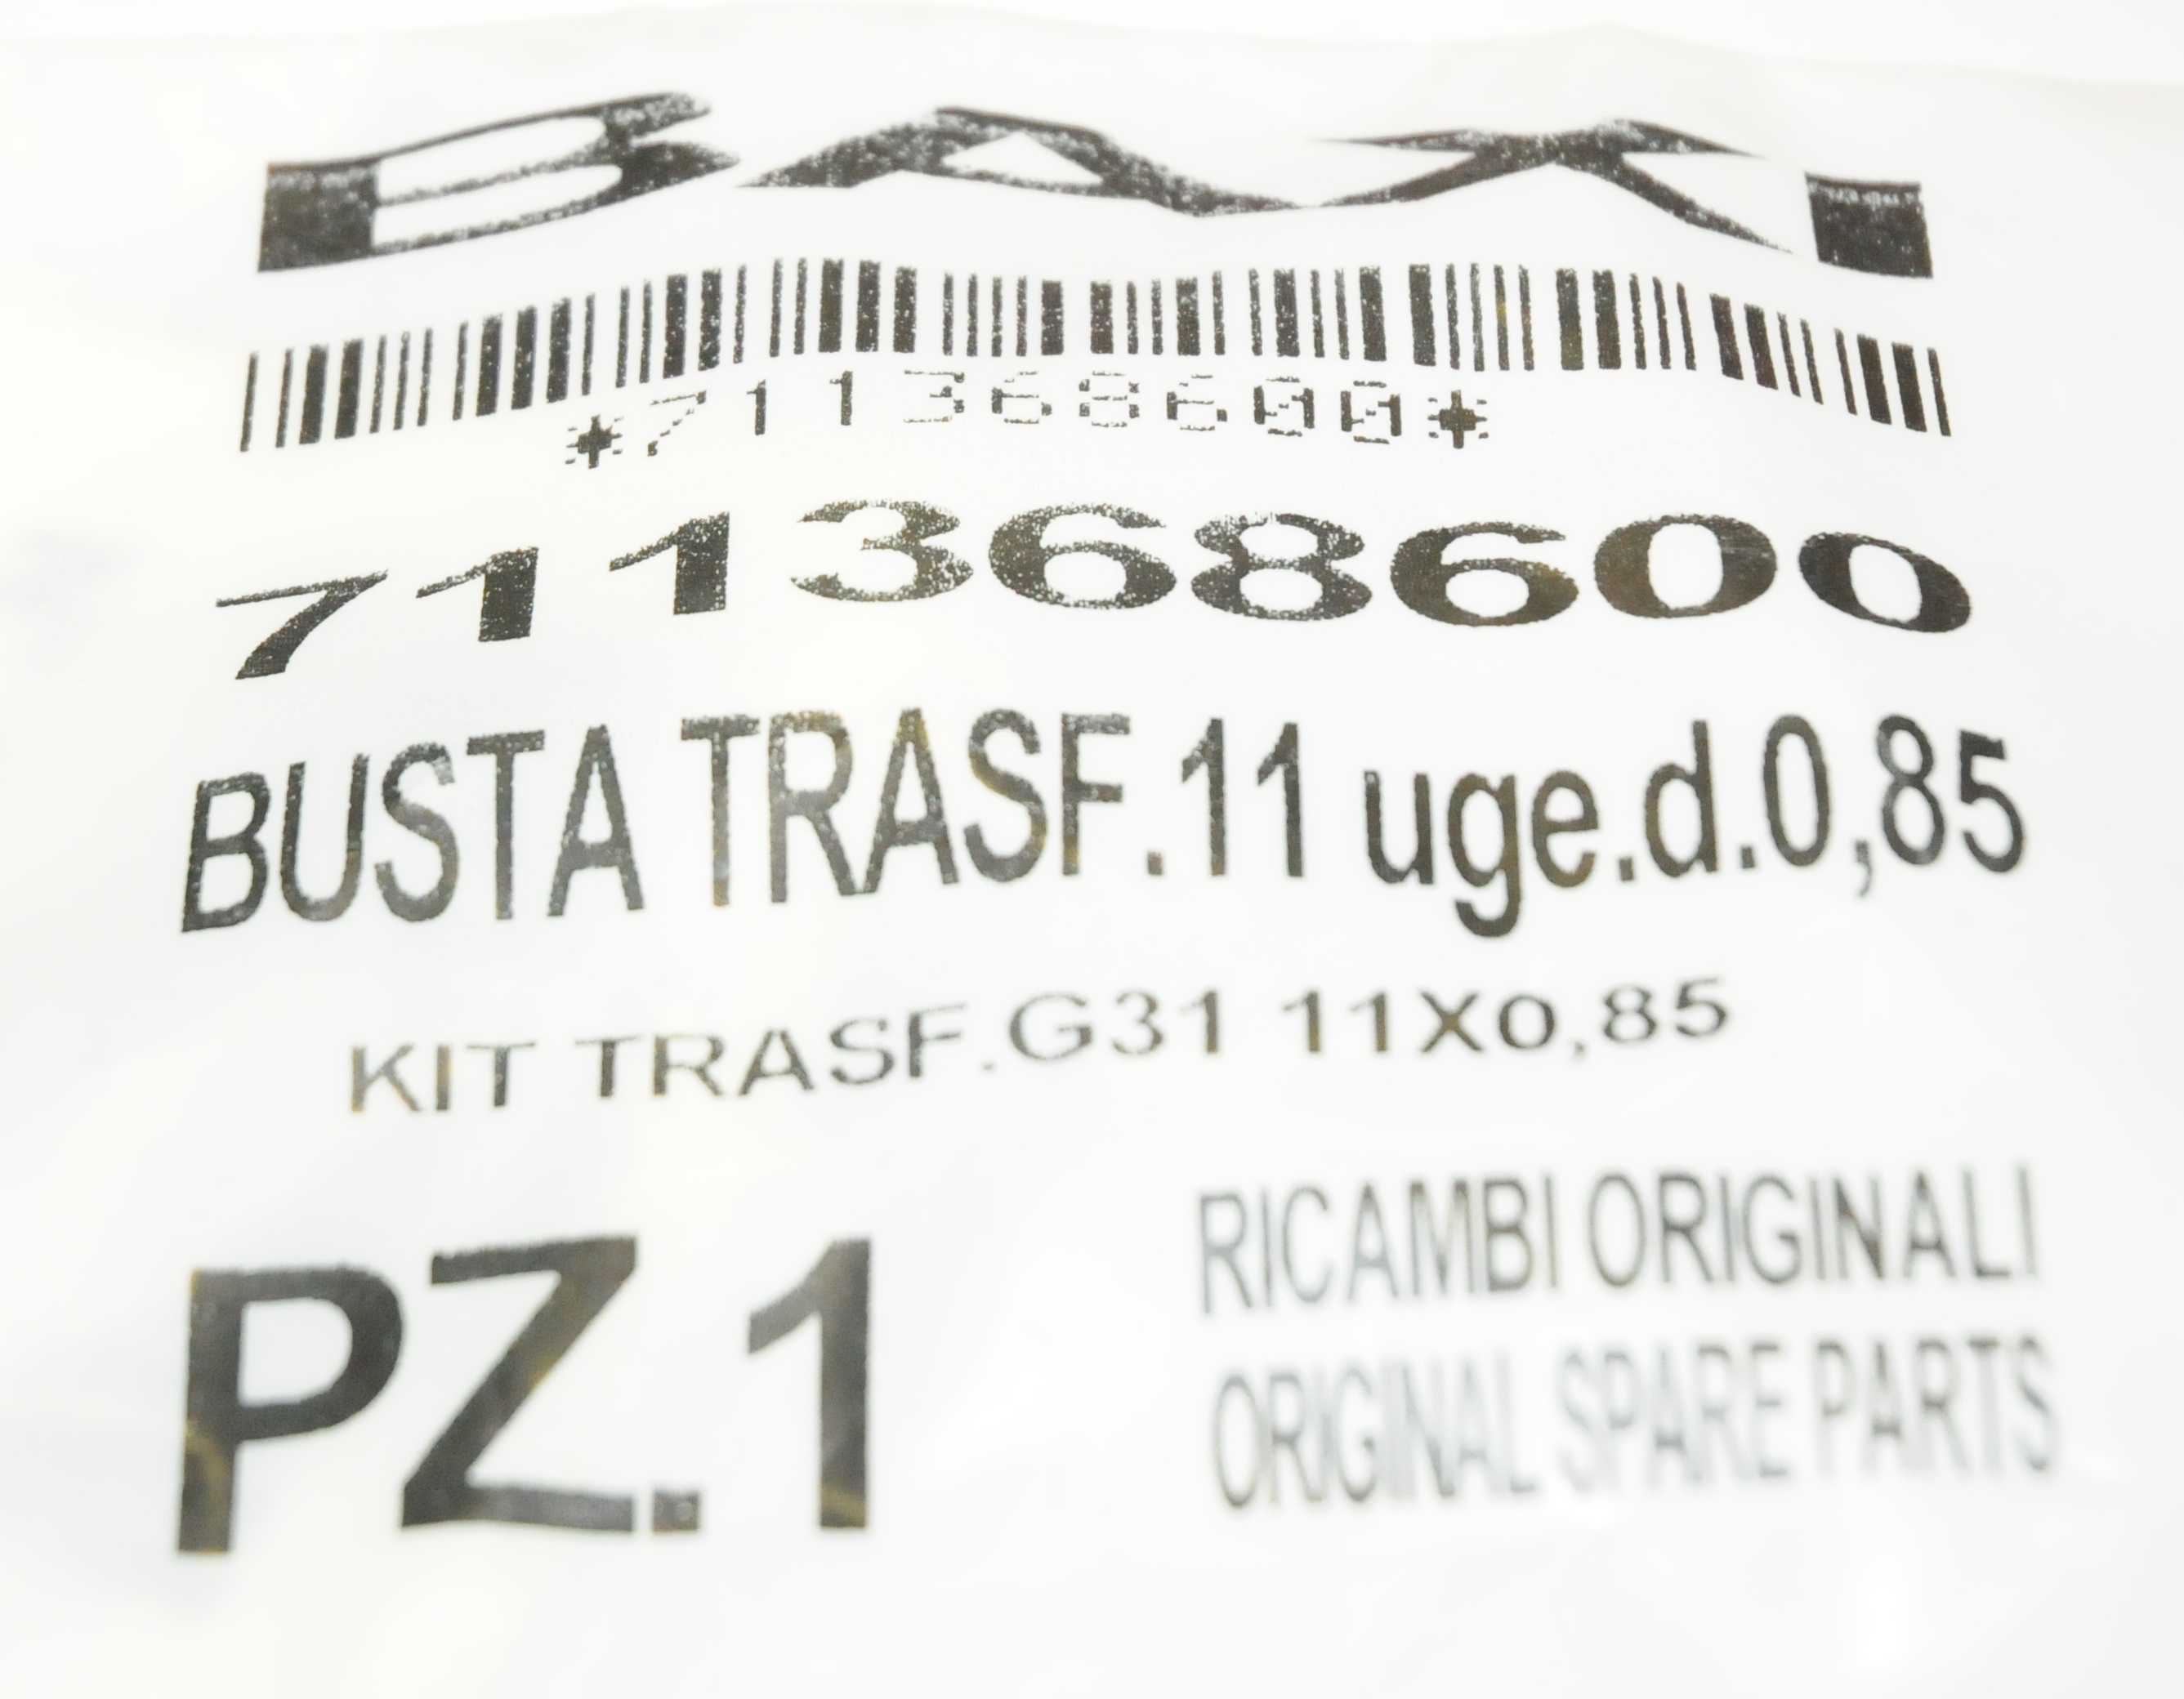 BAXI
*711368600*
711368600
BUSTA TRASF.11 uge.d.0,85
KIT TRASF.G31 11X0,85
PZ.1
RICAMBI ORIGINALI
ORIGINAL SPARE PARTS